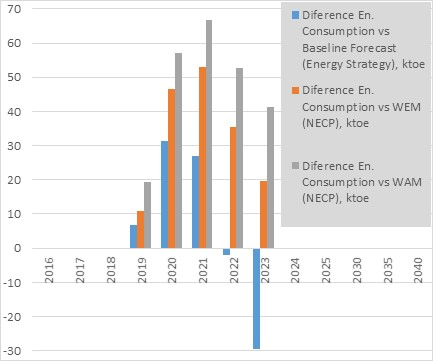 70
60
50
40
30
20
10
0
-10
-20
-30
2016
2017
2018
2019
2020
2021
2022
2023
2024
2025
2030
2035
2040
Diference En.
Consumption vs
Baseline Forecast
(Energy Strategy), ktoe
Diference En.
Consumption vs WEM
(NECP), ktoe
Diference En.
Consumption vs WAM
(NECP), ktoe